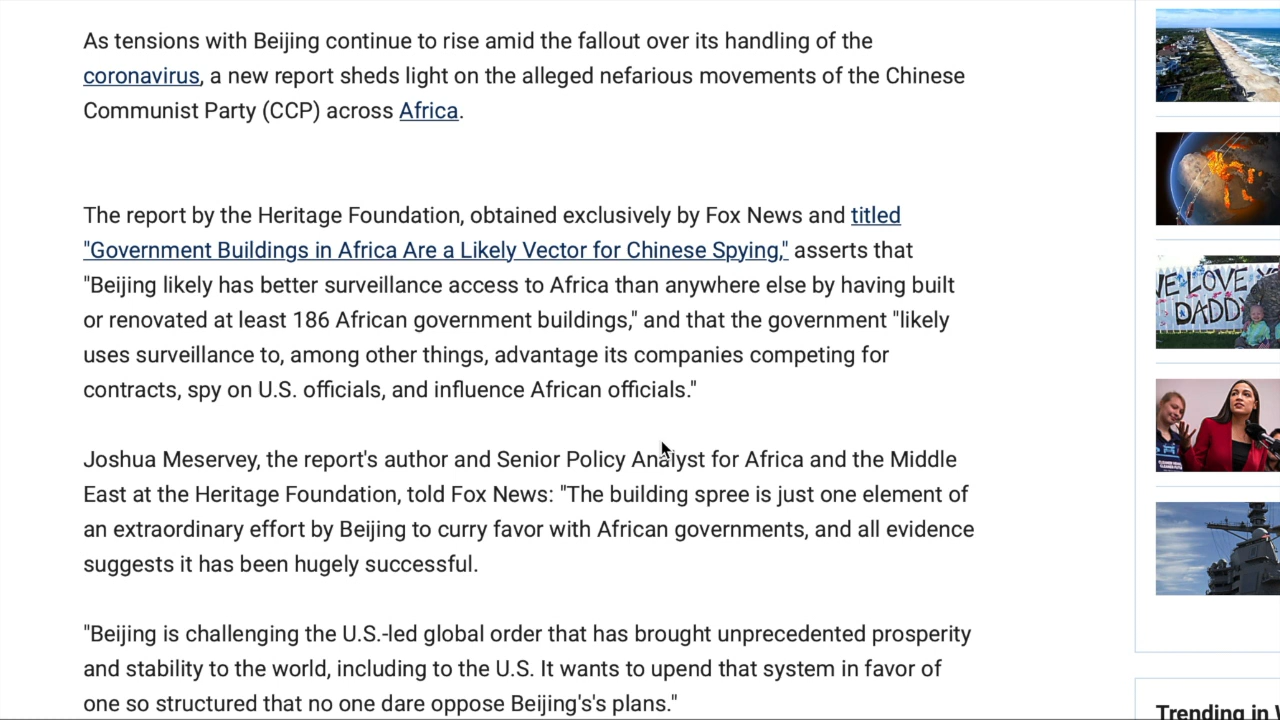 As tensions with Beijing continue to rise amid the fallout over its handling of the
coronavirus, a new report sheds light on the alleged nefarious movements of the Chinese
Communist Party (CCP) across Africa.
The report by the Heritage Foundation, obtained exclusively by Fox News and titled
"Government Buildings in Africa Are a Likely Vector for Chinese Spying," asserts that
"Beijing likely has better surveillance access to Africa than anywhere else by having built
or renovated at least 186 African government buildings," and that the government "likely
uses surveillance to, among other things, advantage its companies competing for
contracts, spy on U.S. officials, and influence African officials."
Joshua Meservey, the report's author and Senior Policy Analyst for Africa and the Middle
East at the Heritage Foundation, told Fox News: "The building spree is just one element of
an extraordinary effort by Beijing to curry favor with African governments, and all evidence
suggests it has been hugely successful.
"Beijing is challenging the U.S.-led global order that has brought unprecedented prosperity
and stability to the world, including to the U.S. It wants to upend that system in favor of
one so structured that no one dare oppose Beijing's's plans."
LOVE
DADDY
Trending in